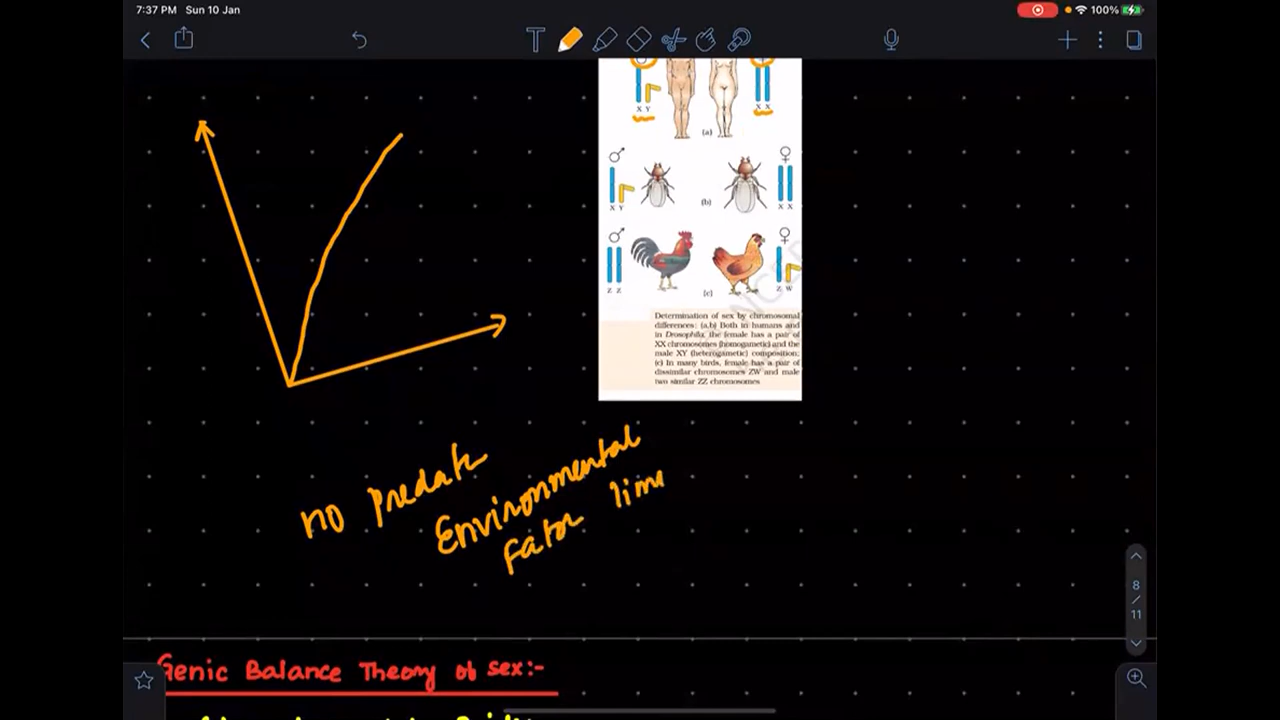 7:37 PM Sun 10 Jan
100%
T
X Y
X X
(a)
X Y
(b)
X X
Z Z
(c)
Z W
Determination of sex by chromosomal
differences: (a,b) Both in humans and
in Drosophila, the female has a pair of
XX chromosomes (homogametic) and the
male XY (heterogametic) composition;
(c) In many birds, female has a pair of
dissimilar chromosomes ZW and male
two similar ZZ chromosomes
no Predate
Environmental
Fator lime
8
/
11
Genic Balance Theory of sex:-